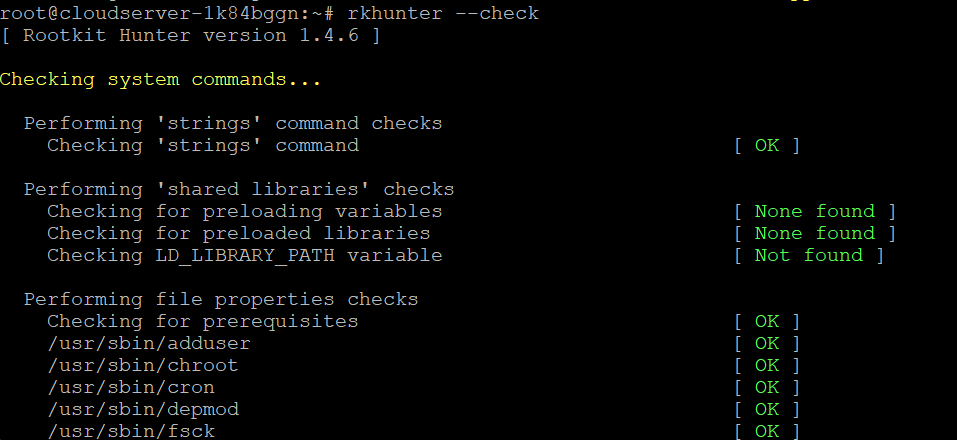 root@cloudserver-1k84bggn:~# rkhunter --check
[ Rootkit Hunter version 1.4.6 ]
Checking system commands...
Performing 'strings' command checks
Checking 'strings' command [ OK ]
Performing 'shared libraries' checks
Checking for preloading variables [ None found ]
Checking for preloaded libraries [ None found ]
Checking LD_LIBRARY_PATH variable [ Not found ]
Performing file properties checks
Checking for prerequisites [ OK ]
/usr/sbin/adduser [ OK ]
/usr/sbin/chroot [ OK ]
/usr/sbin/cron [ OK ]
/usr/sbin/depmod [ OK ]
/usr/sbin/fsck [ OK ]